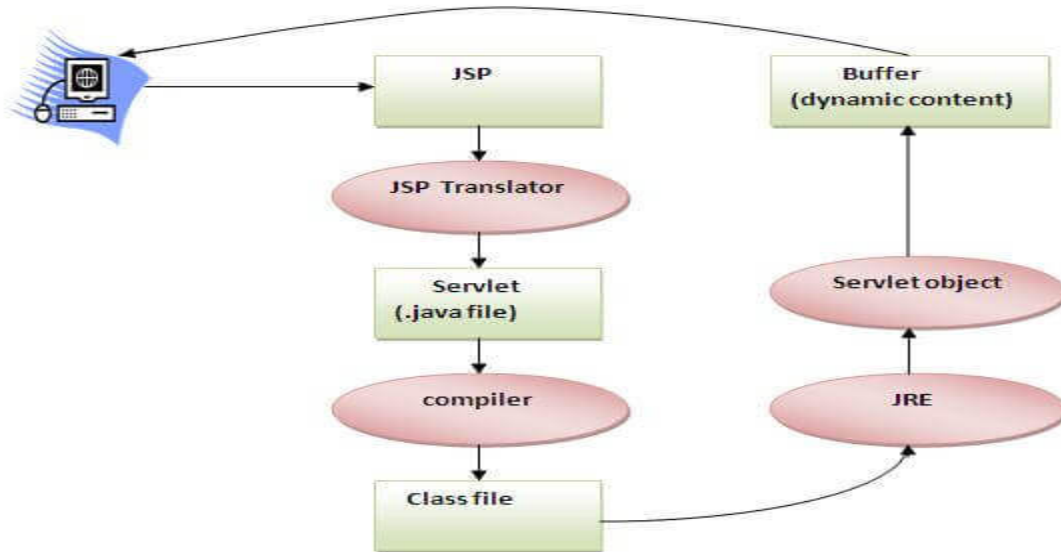 JSP
JSP Translator
Servlet
(.java file)
compiler
Class file
Buffer
(dynamic content)
Servlet object
JRE